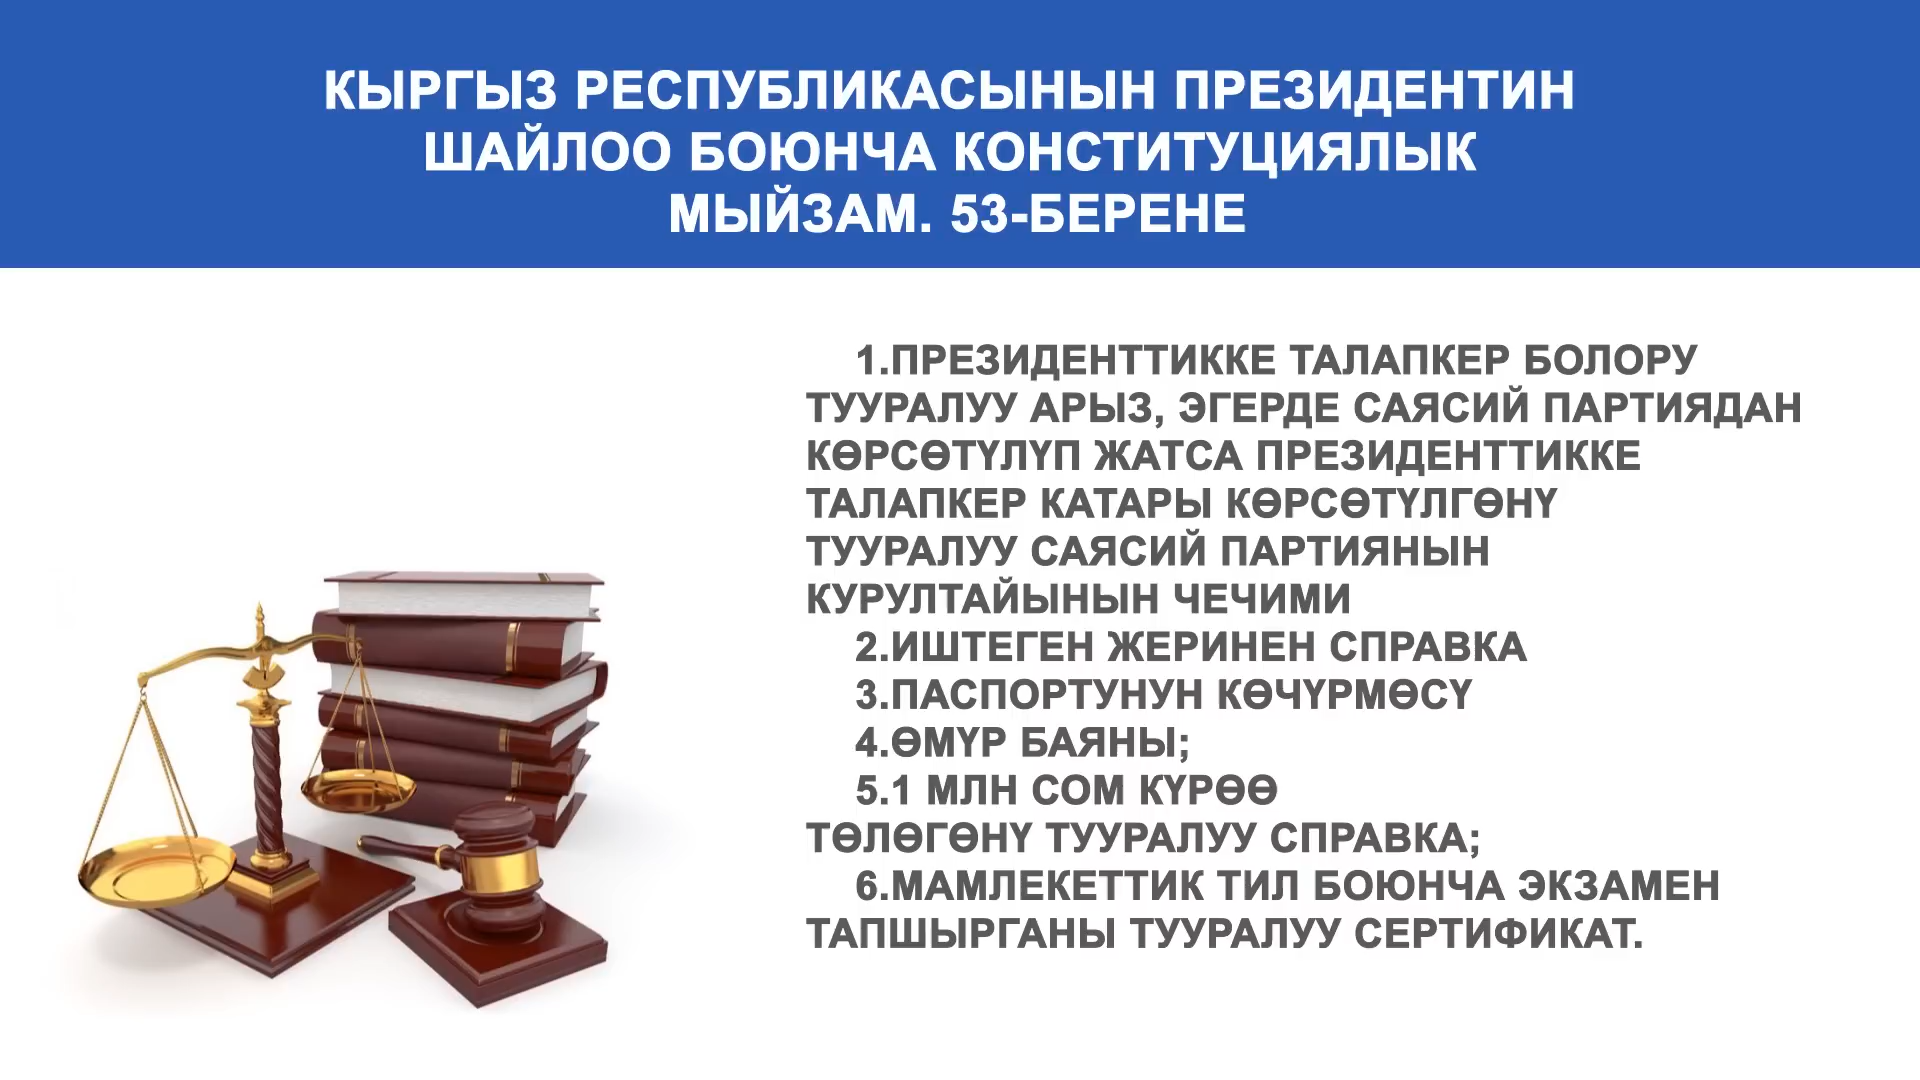 КЫРГЫЗ РЕСПУБЛИКАСЫНЫН ПРЕЗИДЕНТИН
ШАЙЛОО БОЮНЧА КОНСТИТУЦИЯЛЫК
МЫЙЗАМ. 53-БЕРЕНЕ
1.ПРЕЗИДЕНТТИККЕ ТАЛАПКЕР БОЛОРУ
ТУУРАЛУУ АРЫЗ, ЭГЕРДЕ САЯСИЙ ПАРТИЯДАН
КӨРСӨТҮЛҮП ЖАТСА ПРЕЗИДЕНТТИККЕ
ТАЛАПКЕР КАТАРЫ КӨРСӨТҮЛГӨНҮ
ТУУРАЛУУ САЯСИЙ ПАРТИЯНЫН
КУРУЛТАЙЫНЫН ЧЕЧИМИ
2.ИШТЕГЕН ЖЕРИНЕН СПРАВКА
3.ПАСПОРТУНУН КӨЧҮРМӨСҮ
4.ӨМҮР БАЯНЫ;
5.1 МЛН СОМ КҮРӨӨ
ТӨЛӨГӨНҮ ТУУРАЛУУ СПРАВКА;
6.МАМЛЕКЕТТИК ТИЛ БОЮНЧА ЭКЗАМЕН
ТАПШЫРГАНЫ ТУУРАЛУУ СЕРТИФИКАТ.